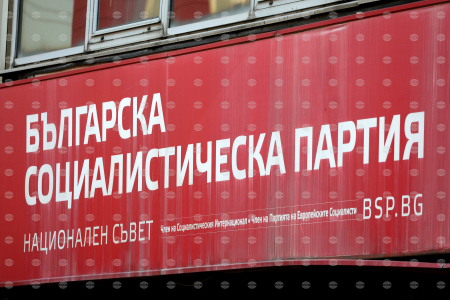 БЪЛГАРСКА
СОЦИАЛИСТИЧЕСКА ПАРТИЯ
НАЦИОНАЛЕН СЪВЕТ Член на Социалистическия Интернационал • Член на Партията на Европейските Социалисти BSP.BG